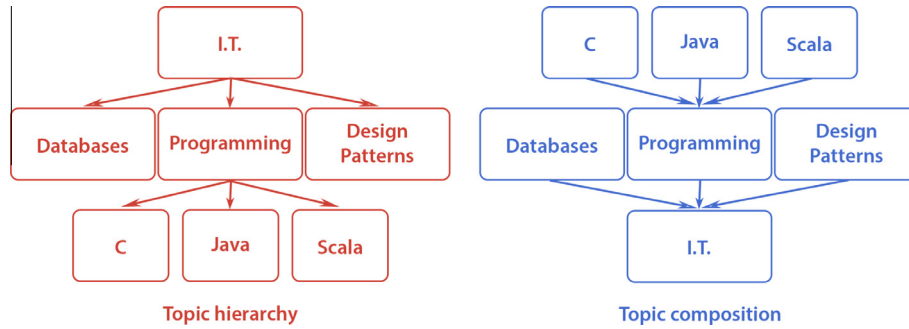 I.T.
Databases
Programming
Design
Patterns
C
Java
Scala
Topic hierarchy
C
Java
Scala
Databases
Programming
Design
Patterns
I.T.
Topic composition